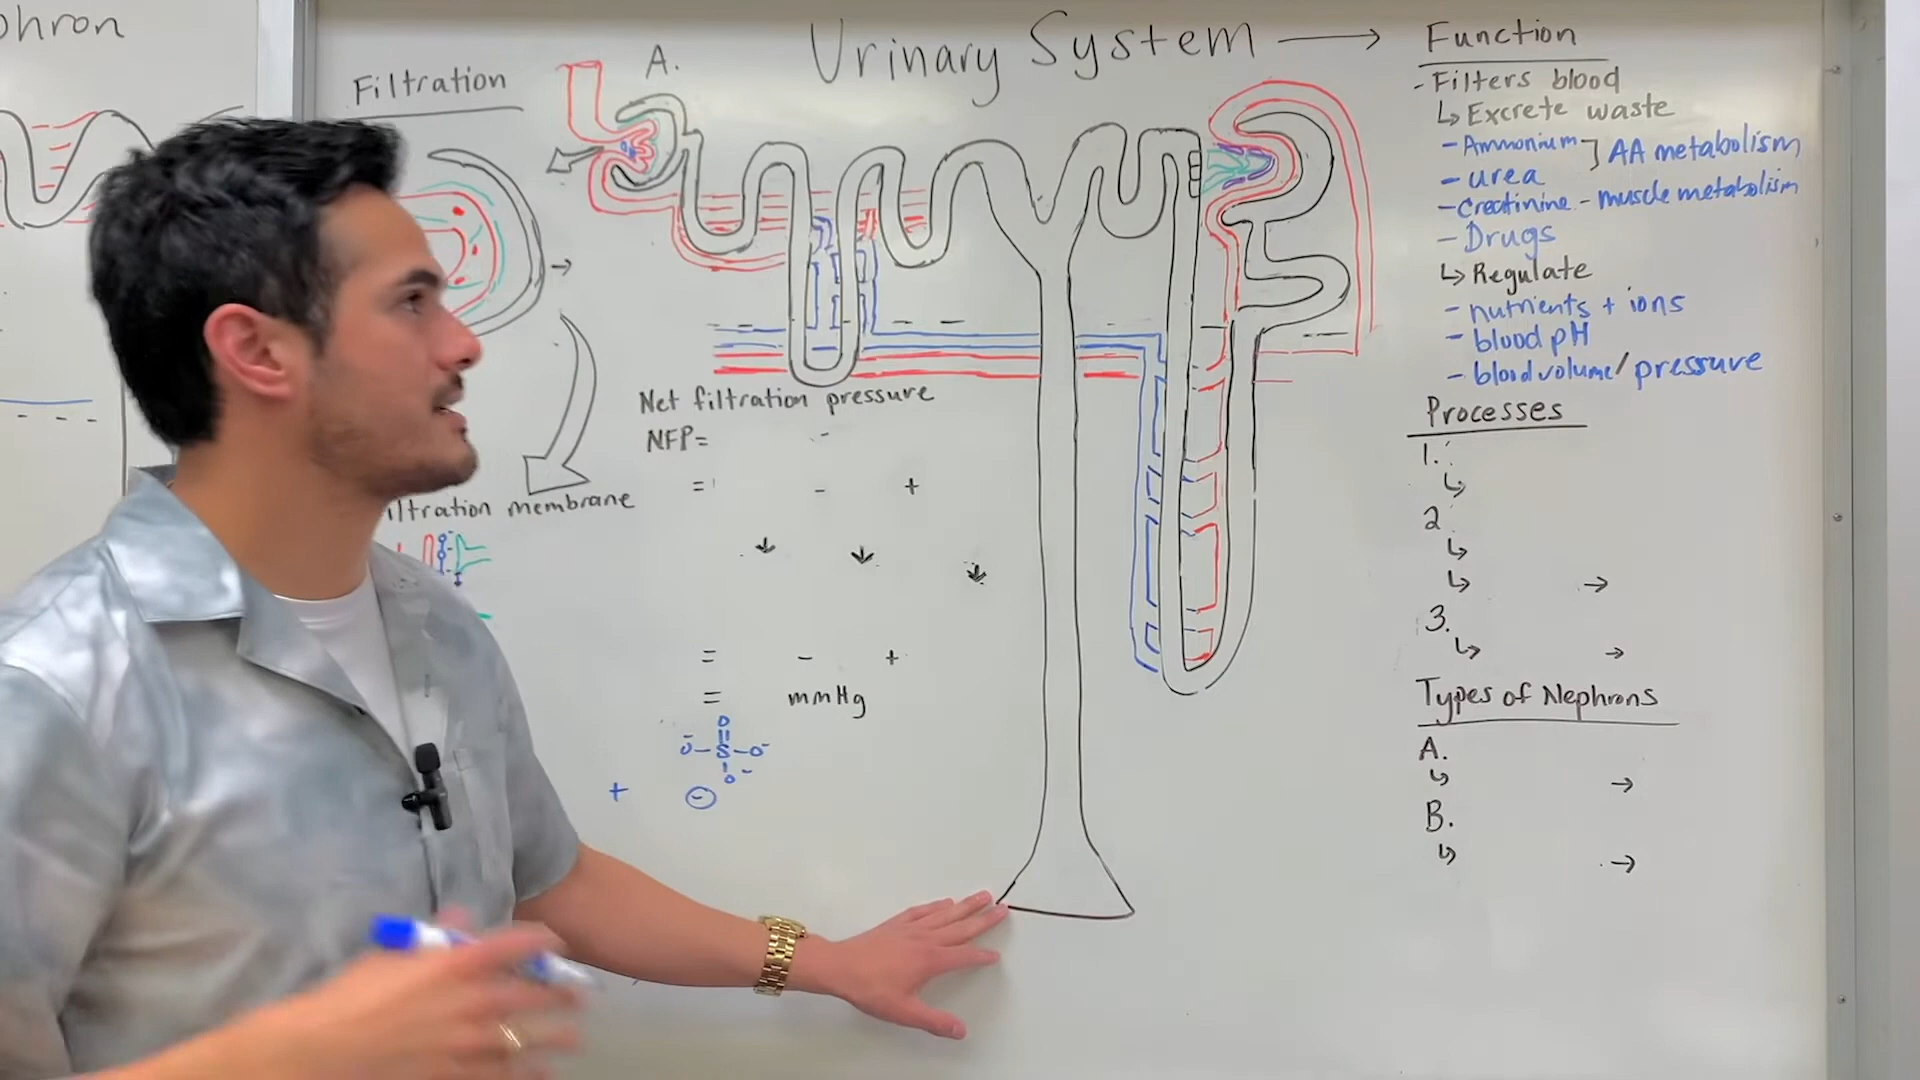 Urinary System →
phron
Filtration
A.
Function
- Filters blood
↳ Excrete waste
- Ammonium ] AA metabolism
- urea
- Creatinine - muscle metabolism
- Drugs
↳ Regulate
- nutrients + ions
- blood pH
- blood volume / pressure
Processes
1.
↳
2
↳
↳ →
3.
↳ →
Types of Nephrons
A.
↳ →
B.
↳ →
Net filtration pressure
NFP= -
= - +
↓ ↓ ↓
= - +
= mmHg
iltration membrane
O
O⁻ - S - O⁻
O⁻
+ ⊖